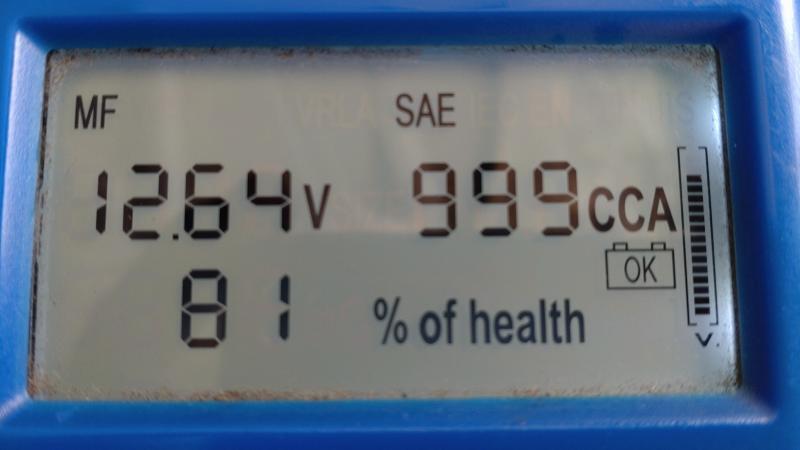 MF SAE
12.64 V 999 CCA
OK
81 % of health
V.